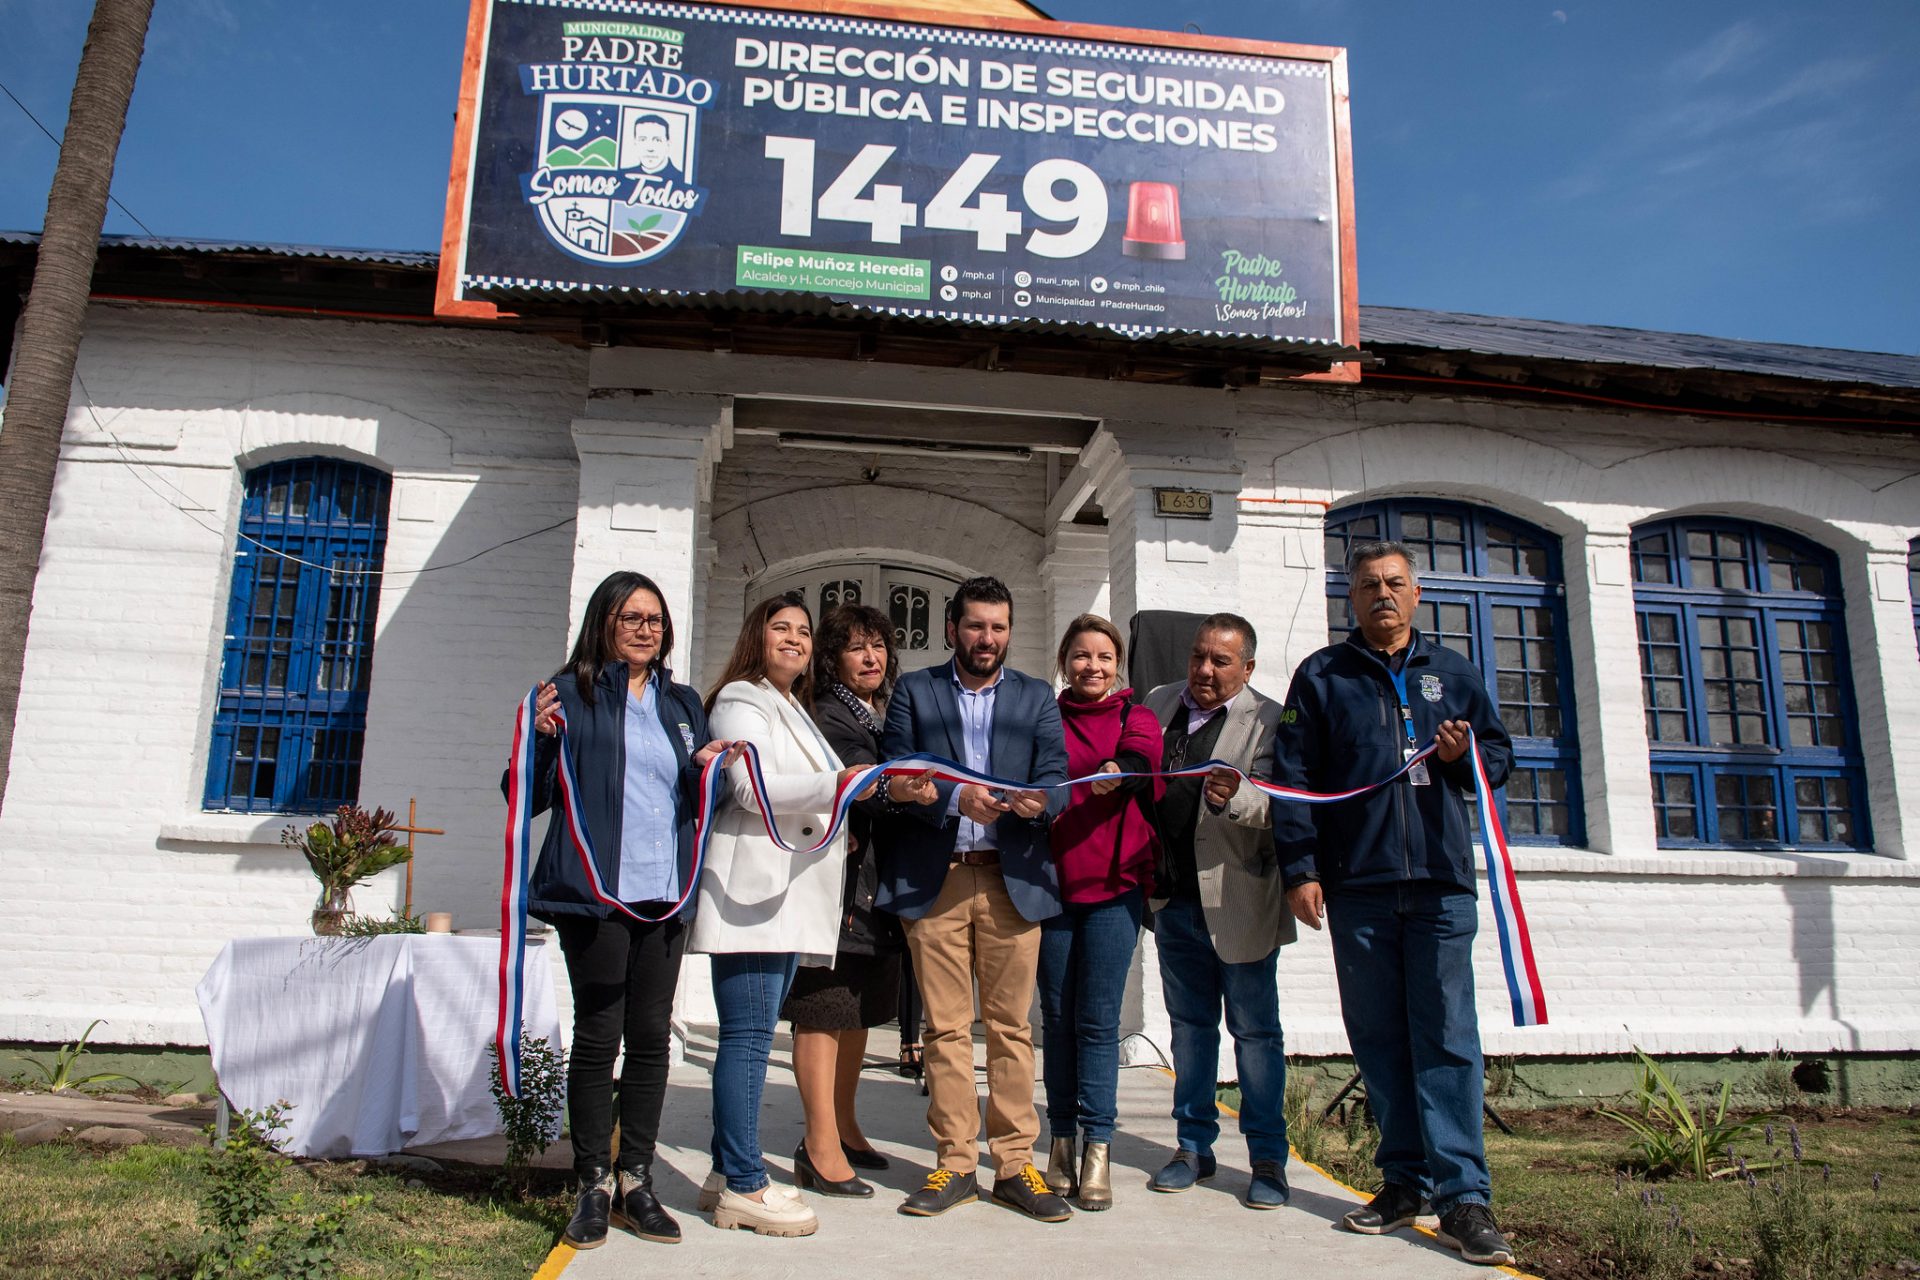 MUNICIPALIDAD
PADRE
HURTADO
Somos Todos
DIRECCIÓN DE SEGURIDAD
PÚBLICA E INSPECCIONES
1449
Felipe Muñoz Heredia
Alcalde y H. Concejo Municipal
/mph.cl
muni_mph
@mph_chile
mph.cl
Municipalidad #PadreHurtado
Padre
Hurtado
¡Somos todos!
1630